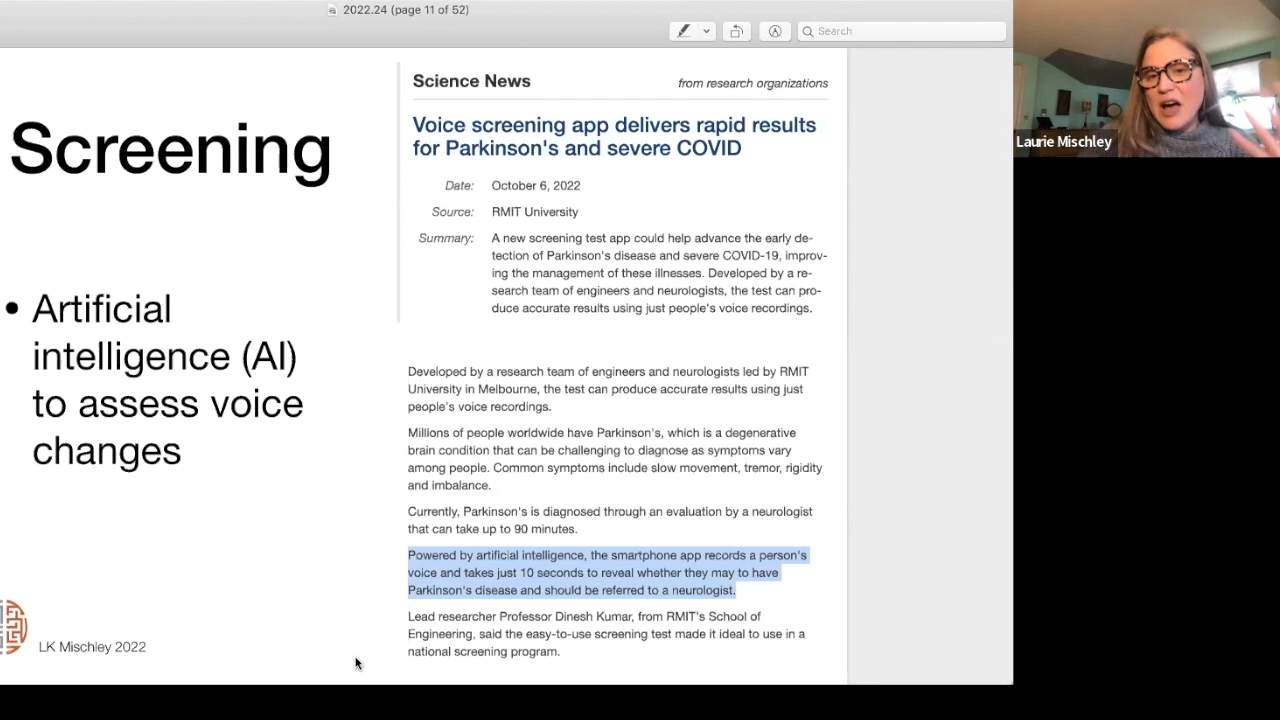 2022.24 (page 11 of 52)
Search
Laurie Mischley
Screening
• Artificial
intelligence (AI)
to assess voice
changes
LK Mischley 2022
Science News
from research organizations
Voice screening app delivers rapid results
for Parkinson's and severe COVID
Date: October 6, 2022
Source: RMIT University
Summary: A new screening test app could help advance the early de-
tection of Parkinson's disease and severe COVID-19, improv-
ing the management of these illnesses. Developed by a re-
search team of engineers and neurologists, the test can pro-
duce accurate results using just people's voice recordings.
Developed by a research team of engineers and neurologists led by RMIT
University in Melbourne, the test can produce accurate results using just
people's voice recordings.
Millions of people worldwide have Parkinson's, which is a degenerative
brain condition that can be challenging to diagnose as symptoms vary
among people. Common symptoms include slow movement, tremor, rigidity
and imbalance.
Currently, Parkinson's is diagnosed through an evaluation by a neurologist
that can take up to 90 minutes.
Powered by artificial intelligence, the smartphone app records a person's
voice and takes just 10 seconds to reveal whether they may to have
Parkinson's disease and should be referred to a neurologist.
Lead researcher Professor Dinesh Kumar, from RMIT's School of
Engineering, said the easy-to-use screening test made it ideal to use in a
national screening program.